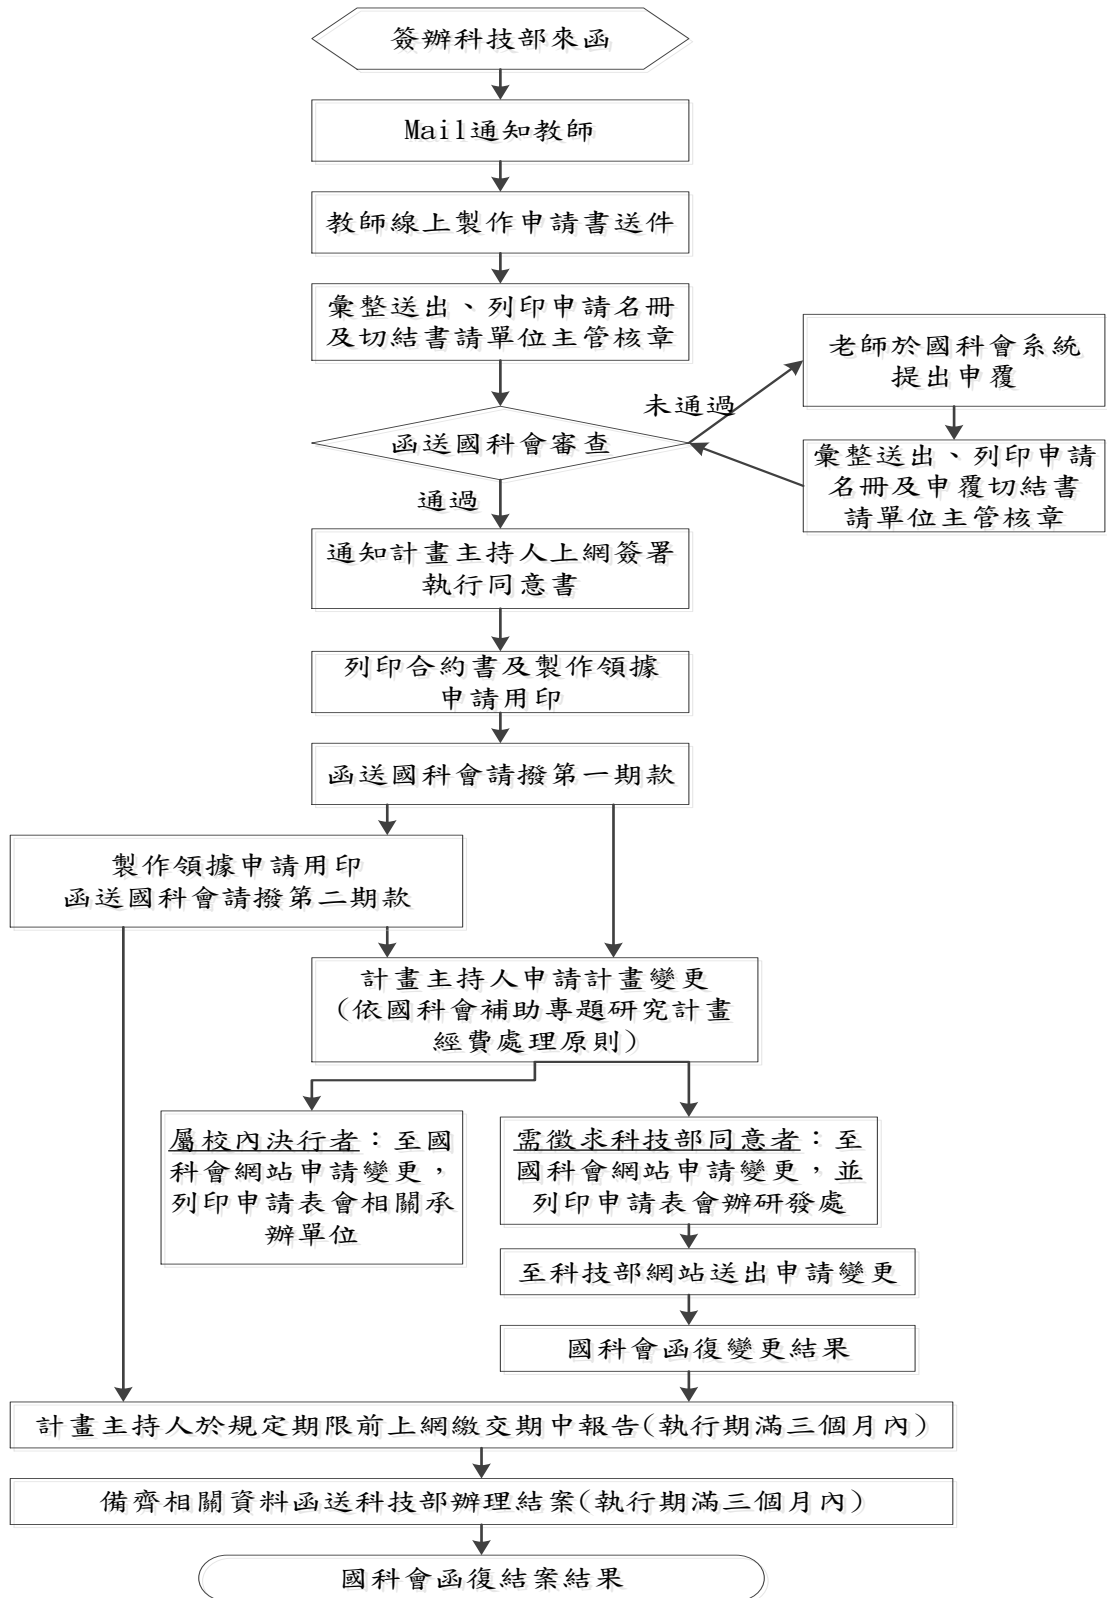 簽辦科技部來函
Mail通知教師
教師線上製作申請書送件
彙整送出、列印申請名冊
及切結書請單位主管核章
老師於國科會系統
提出申覆
未通過
函送國科會審查
彙整送出、列印申請
名冊及申覆切結書
請單位主管核章
通過
通知計畫主持人上網簽署
執行同意書
列印合約書及製作領據
申請用印
函送國科會請撥第一期款
製作領據申請用印
函送國科會請撥第二期款
計畫主持人申請計畫變更
(依國科會補助專題研究計畫
經費處理原則)
屬校內決行者：至國
科會網站申請變更，
列印申請表會相關承
辦單位
需徵求科技部同意者：至
國科會網站申請變更，並
列印申請表會辦研發處
至科技部網站送出申請變更
國科會函復變更結果
計畫主持人於規定期限前上網繳交期中報告(執行期滿三個月內)
備齊相關資料函送科技部辦理結案(執行期滿三個月內)
國科會函復結案結果